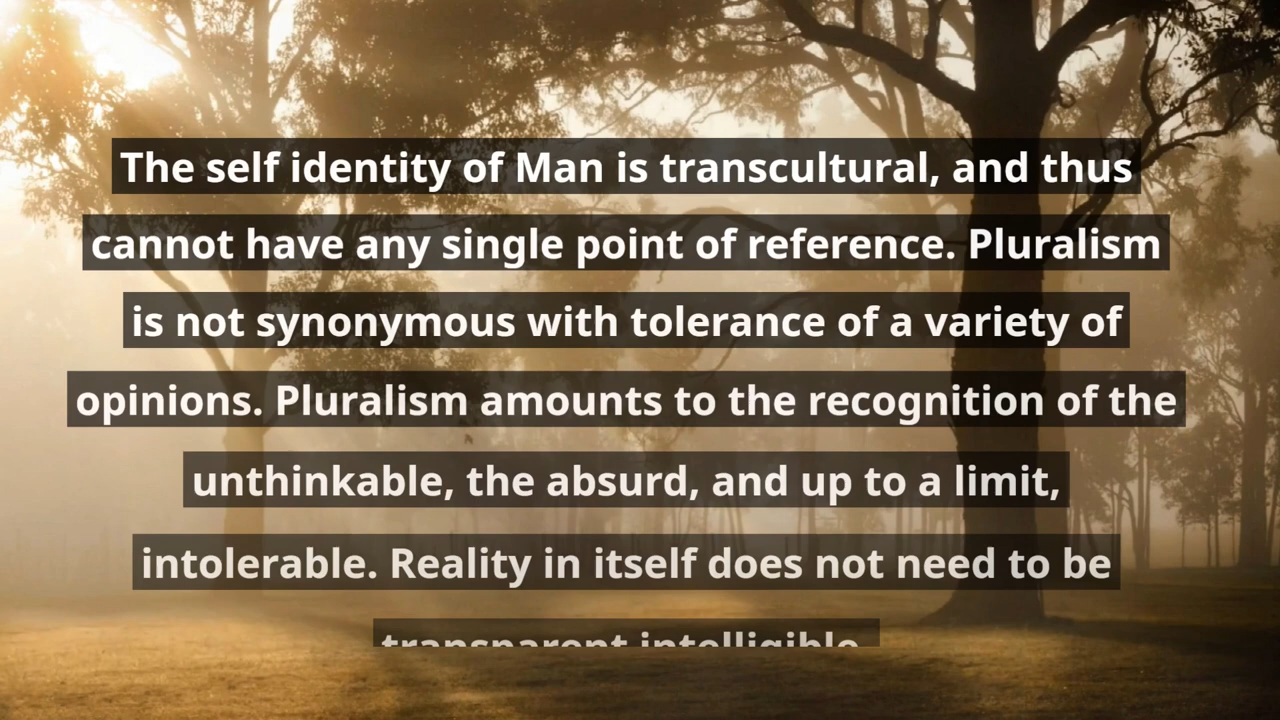 The self identity of Man is transcultural, and thus
cannot have any single point of reference. Pluralism
is not synonymous with tolerance of a variety of
opinions. Pluralism amounts to the recognition of the
unthinkable, the absurd, and up to a limit,
intolerable. Reality in itself does not need to be
transparent intelligible.